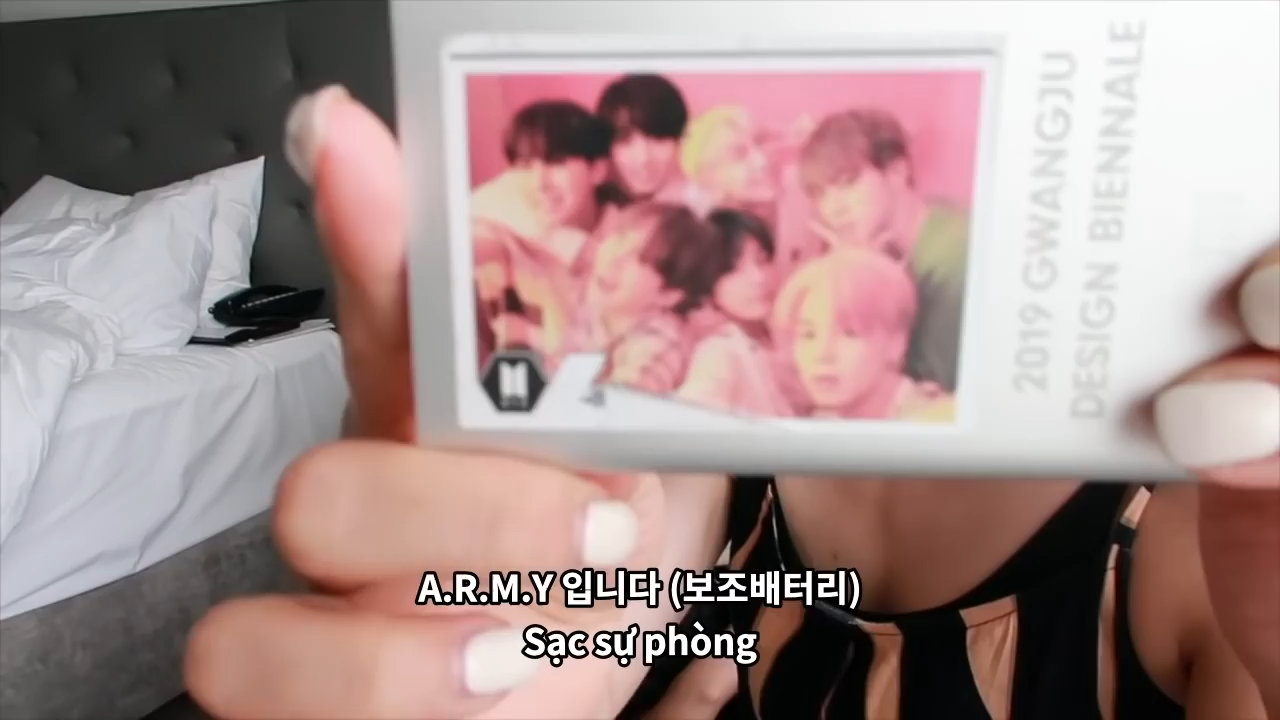 2019 GWANGJU
DESIGN BIENNALE
A.R.M.Y 입니다 (보조배터리)
Sạc sự phòng